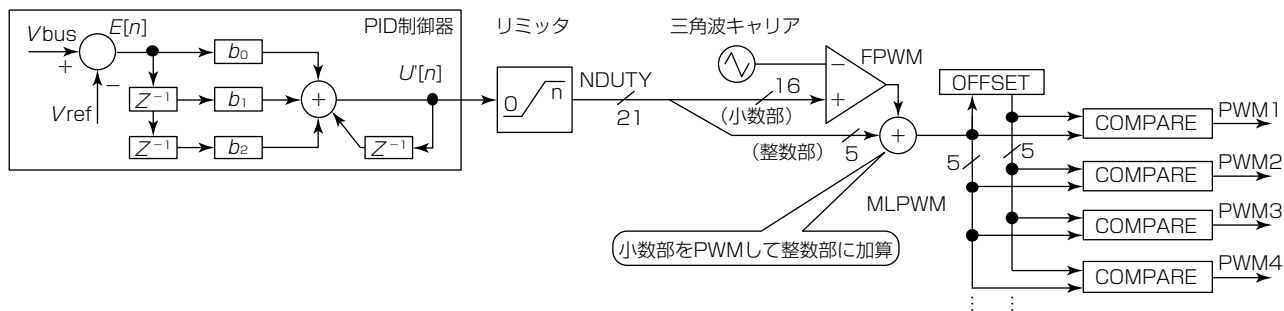 PID制御器
Vbus
E[n]
+
−
Vref
b0
Z−1
b1
Z−1
b2
+
U'[n]
Z−1
リミッタ
0
n
NDUTY
21
三角波キャリア
16
(小数部)
−
+
FPWM
(整数部)
5
+
MLPWM
小数部をPWMして整数部に加算
OFFSET
5
5
COMPARE
PWM1
COMPARE
PWM2
COMPARE
PWM3
COMPARE
PWM4
⋮
⋮